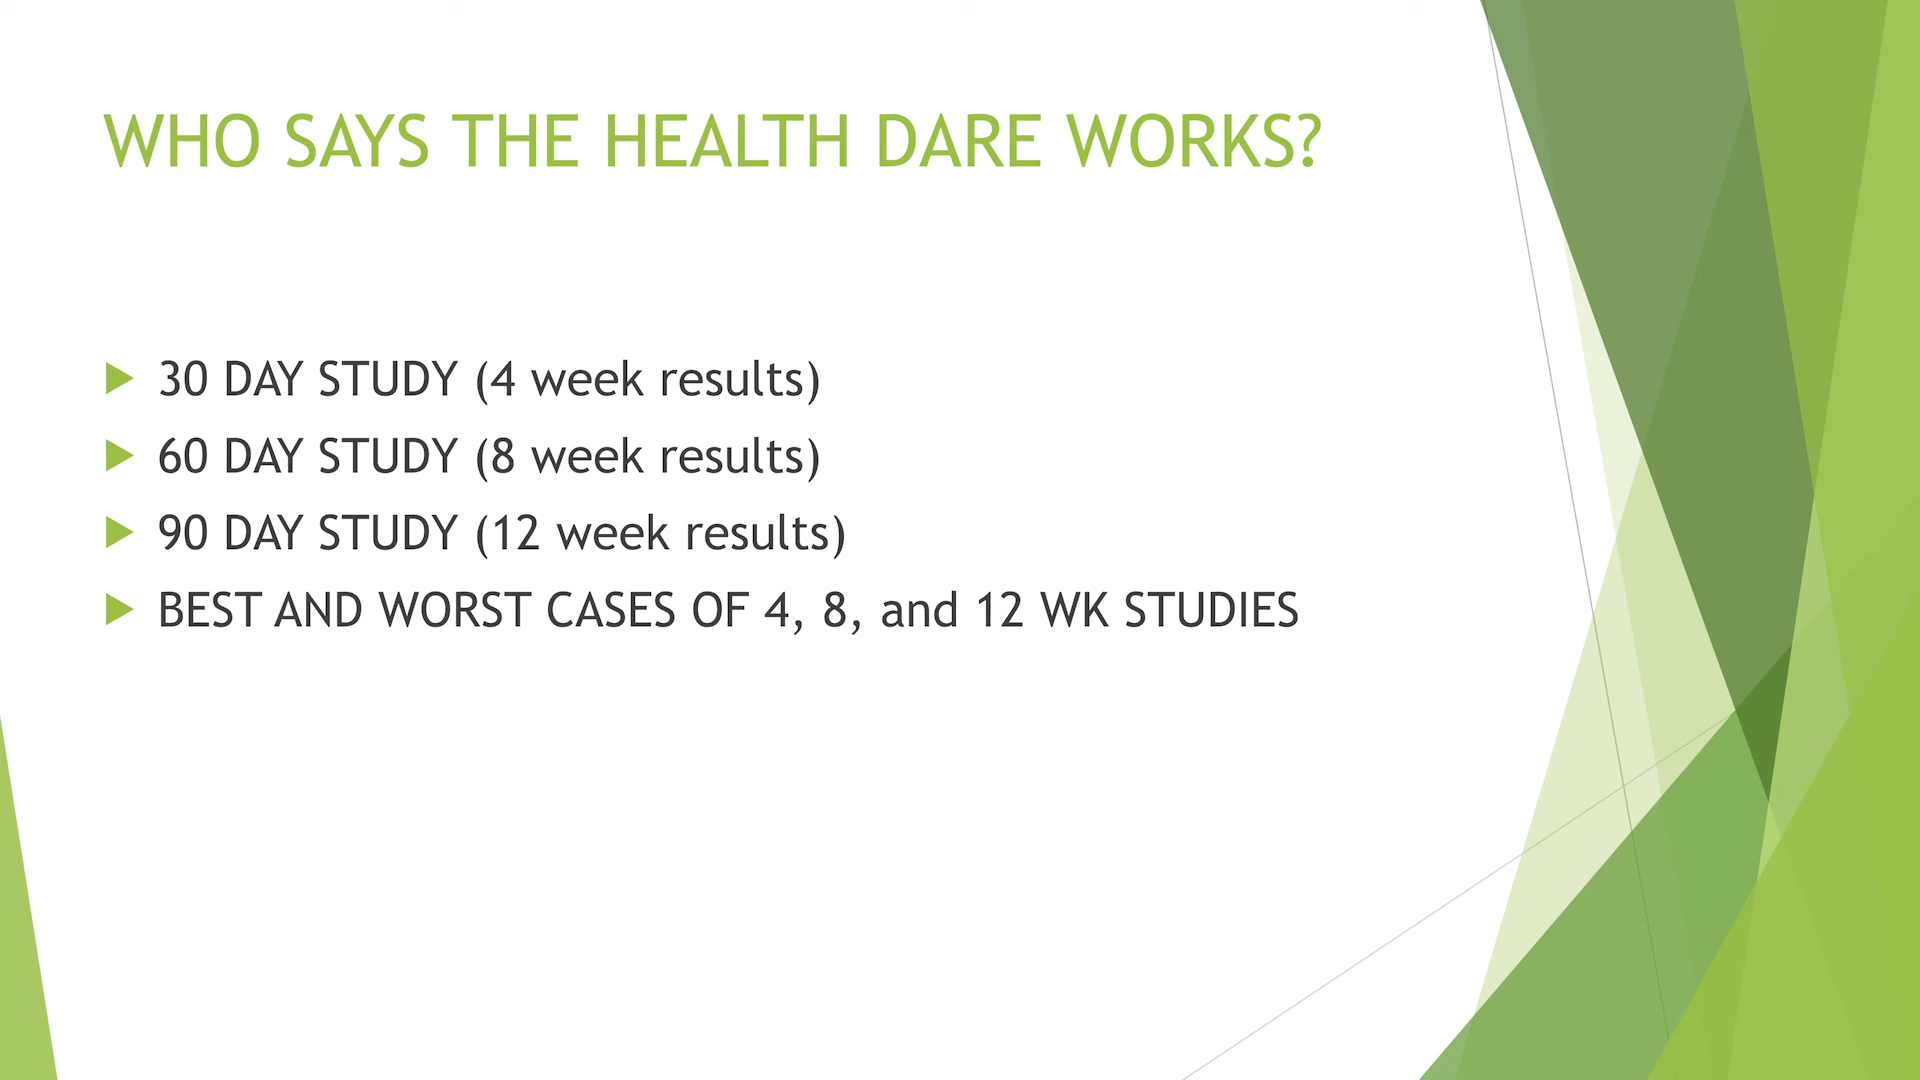 WHO SAYS THE HEALTH DARE WORKS?
30 DAY STUDY (4 week results)
60 DAY STUDY (8 week results)
90 DAY STUDY (12 week results)
BEST AND WORST CASES OF 4, 8, and 12 WK STUDIES